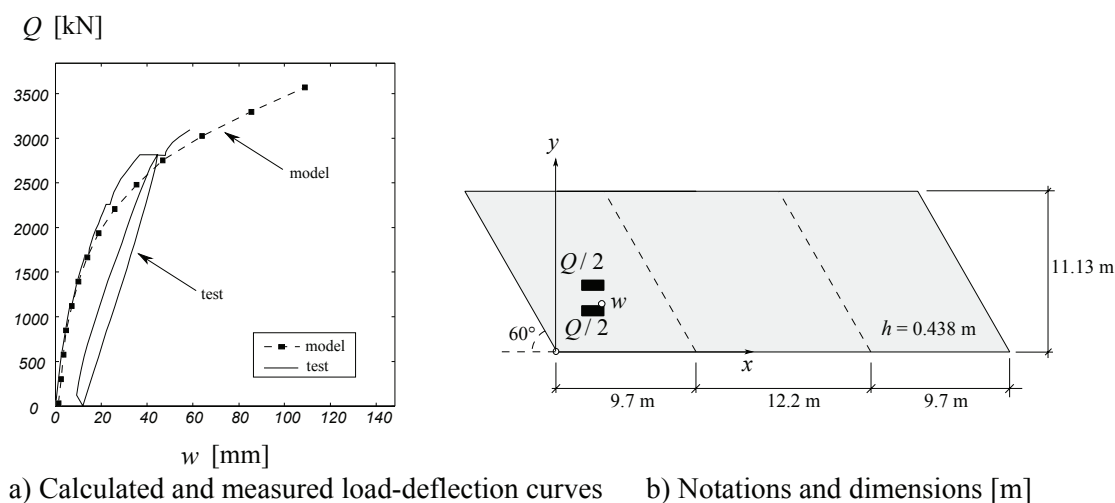 Q [kN]
3500
3000
2500
2000
1500
1000
500
0
model
test
model
test
0 20 40 60 80 100 120 140
w [mm]
y
Q / 2
w
Q / 2
60°
h = 0.438 m
x
11.13 m
9.7 m 12.2 m 9.7 m
a) Calculated and measured load-deflection curves b) Notations and dimensions [m]